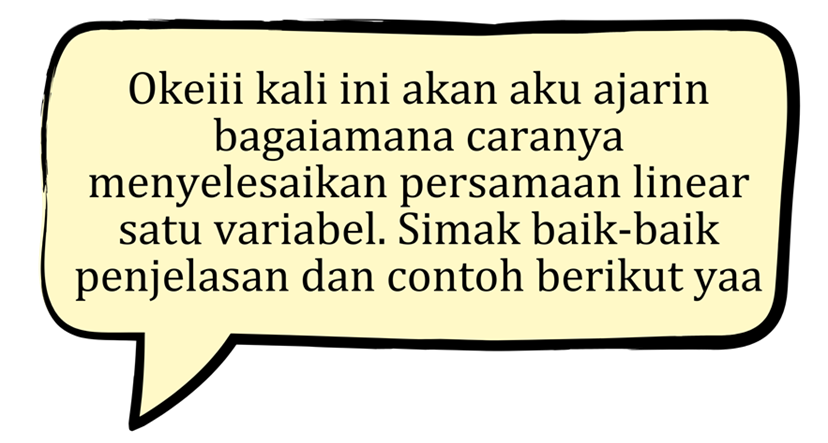 Okeiii kali ini akan aku ajarin
bagaiamana caranya
menyelesaikan persamaan linear
satu variabel. Simak baik-baik
penjelasan dan contoh berikut yaa